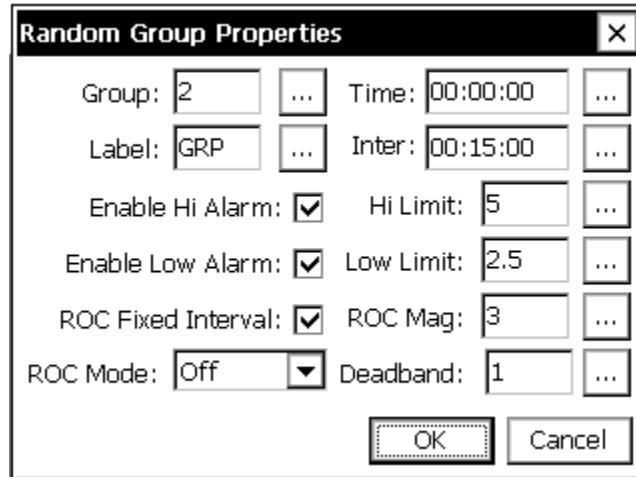 Random Group Properties
Group: 2 ... Time: 00:00:00 ...
Label: GRP ... Inter: 00:15:00 ...
Enable Hi Alarm: Hi Limit: 5 ...
Enable Low Alarm: Low Limit: 2.5 ...
ROC Fixed Interval: ROC Mag: 3 ...
ROC Mode: Off Deadband: 1 ...
OK Cancel